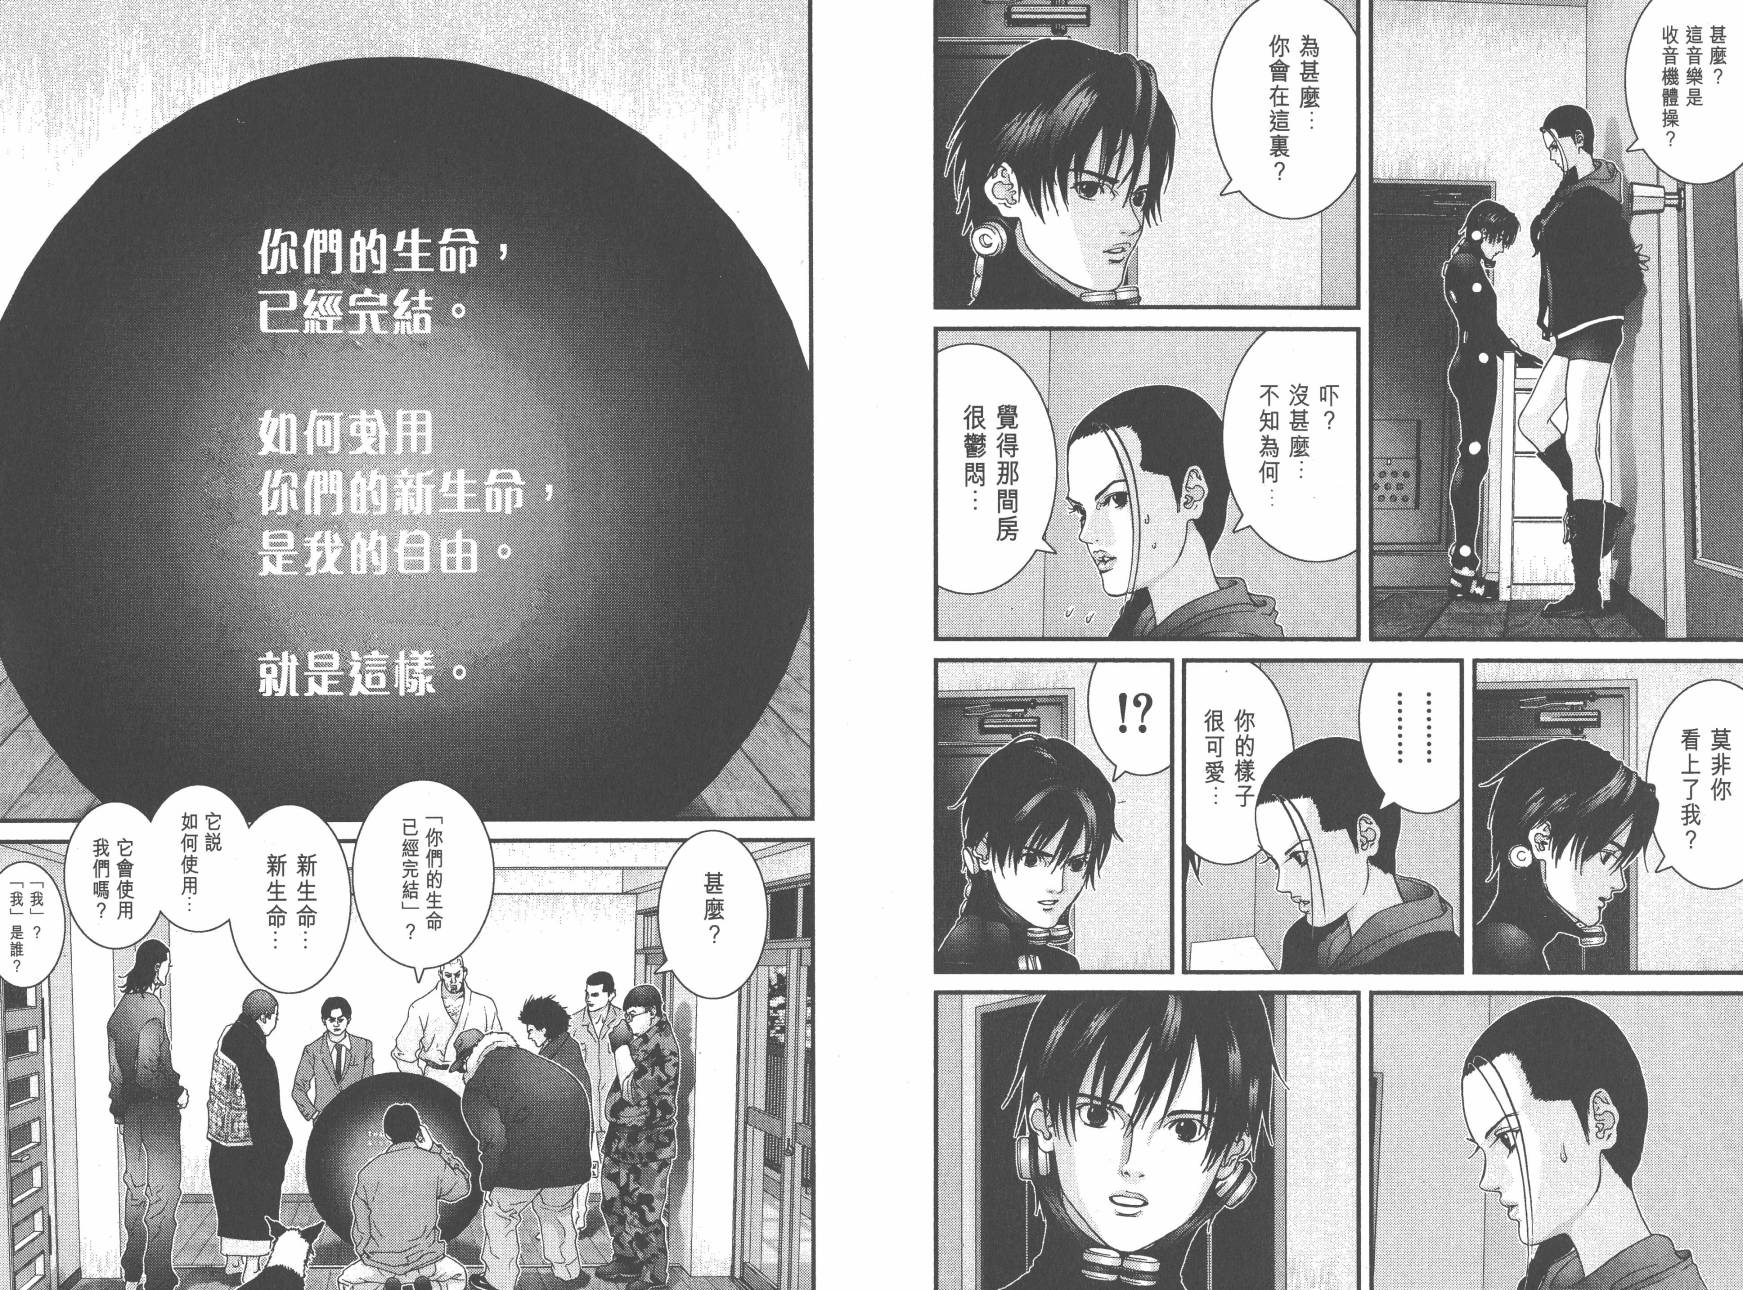 甚麼？
這音樂是
收音機體操？
為甚麼…
你會在這裏？
吓？
沒甚麼…
不知為何…
覺得那間房
很鬱悶…
莫非你
看上了我？
………
………
你的樣子
很可愛…
!?
你們的生命，
已經完結。
如何使用
你們的新生命，
是我的自由。
就是這樣。
甚麼？
「你們的生命
已經完結」？
新生命…
新生命…
它説
如何使用…
它會使用
我們嗎？
「我」？
「我」是誰？